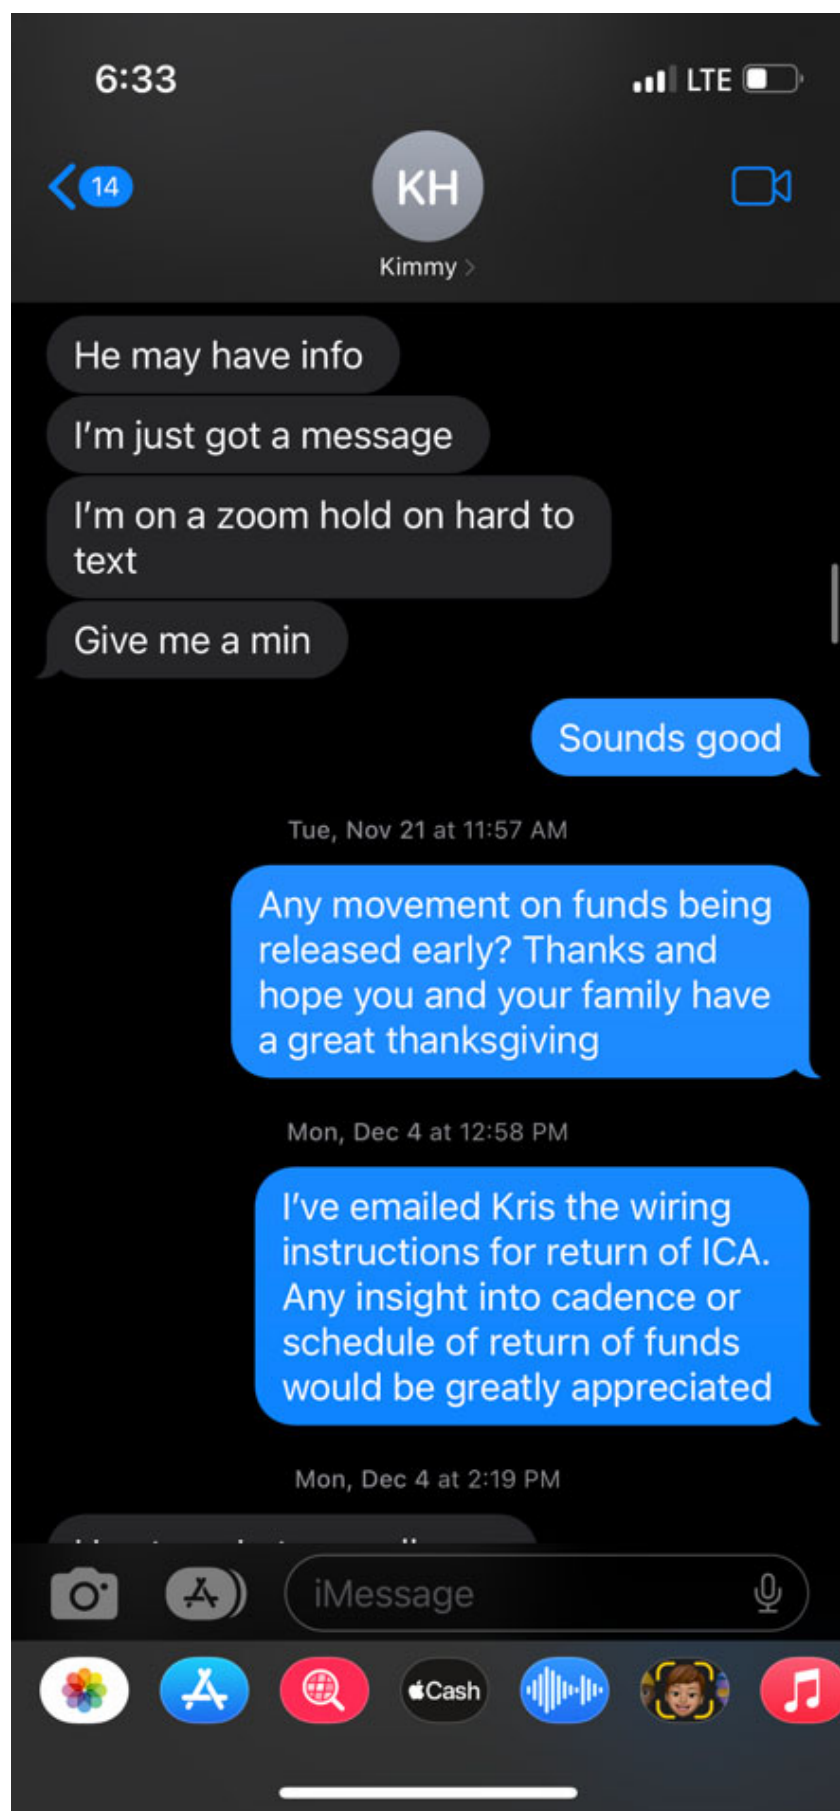 6:33
LTE
14
KH
Kimmy
He may have info
I'm just got a message
I'm on a zoom hold on hard to
text
Give me a min
Sounds good
Tue, Nov 21 at 11:57 AM
Any movement on funds being
released early? Thanks and
hope you and your family have
a great thanksgiving
Mon, Dec 4 at 12:58 PM
I've emailed Kris the wiring
instructions for return of ICA.
Any insight into cadence or
schedule of return of funds
would be greatly appreciated
Mon, Dec 4 at 2:19 PM
iMessage
Cash